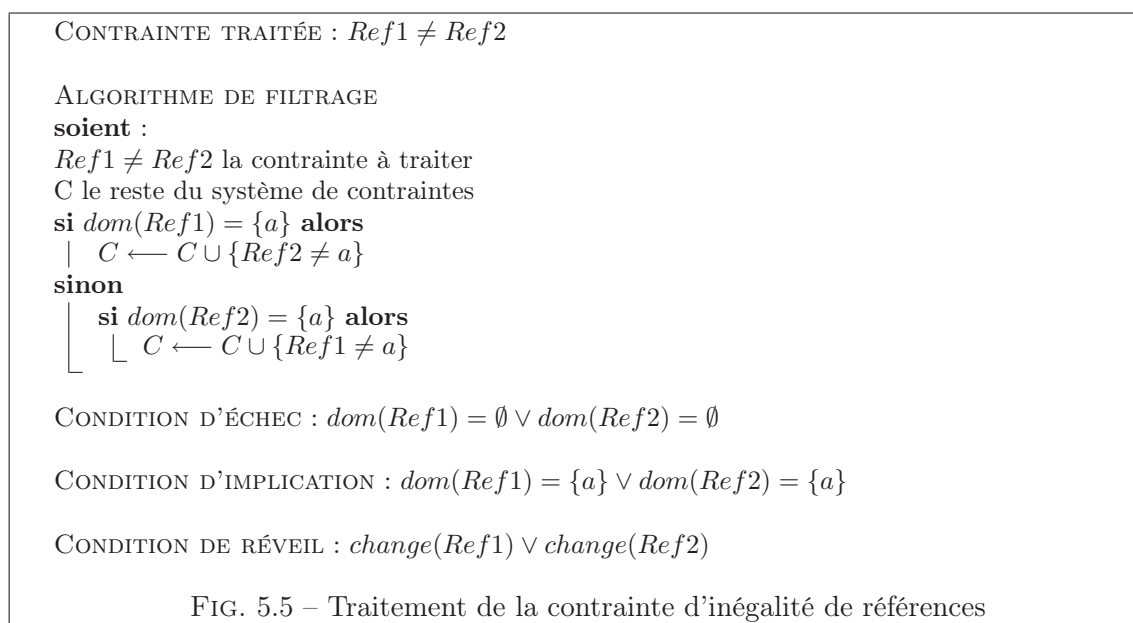 CONTRAINTE TRAITÉE : Ref1 ≠ Ref2
ALGORITHME DE FILTRAGE
soient :
Ref1 ≠ Ref2 la contrainte à traiter
C le reste du système de contraintes
si dom(Ref1) = {a} alors
C ⟵ C ∪ {Ref2 ≠ a}
sinon
si dom(Ref2) = {a} alors
C ⟵ C ∪ {Ref1 ≠ a}
CONDITION D'ÉCHEC : dom(Ref1) = ∅ ∨ dom(Ref2) = ∅
CONDITION D'IMPLICATION : dom(Ref1) = {a} ∨ dom(Ref2) = {a}
CONDITION DE RÉVEIL : change(Ref1) ∨ change(Ref2)
FIG. 5.5 – Traitement de la contrainte d'inégalité de références